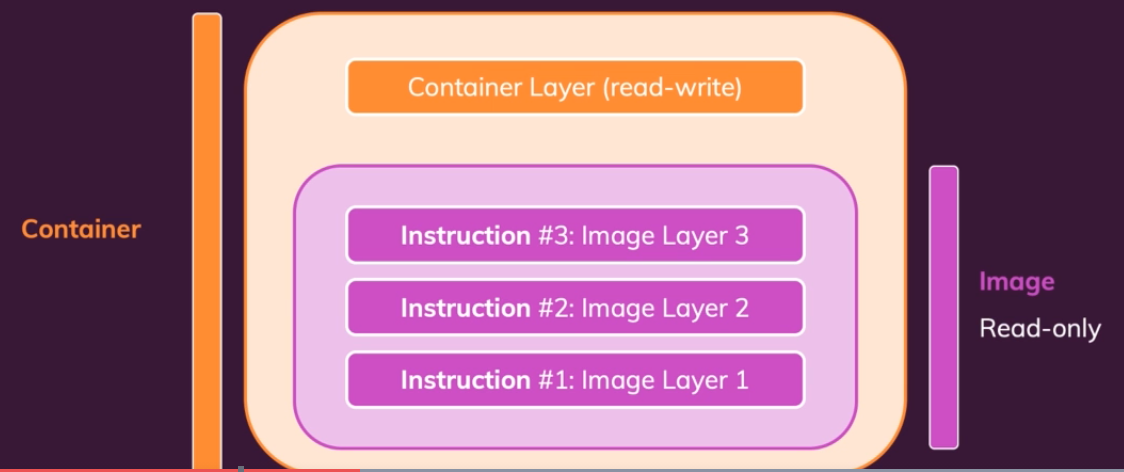 Container Layer (read-write)
Container
Instruction #3: Image Layer 3
Instruction #2: Image Layer 2
Instruction #1: Image Layer 1
Image
Read-only